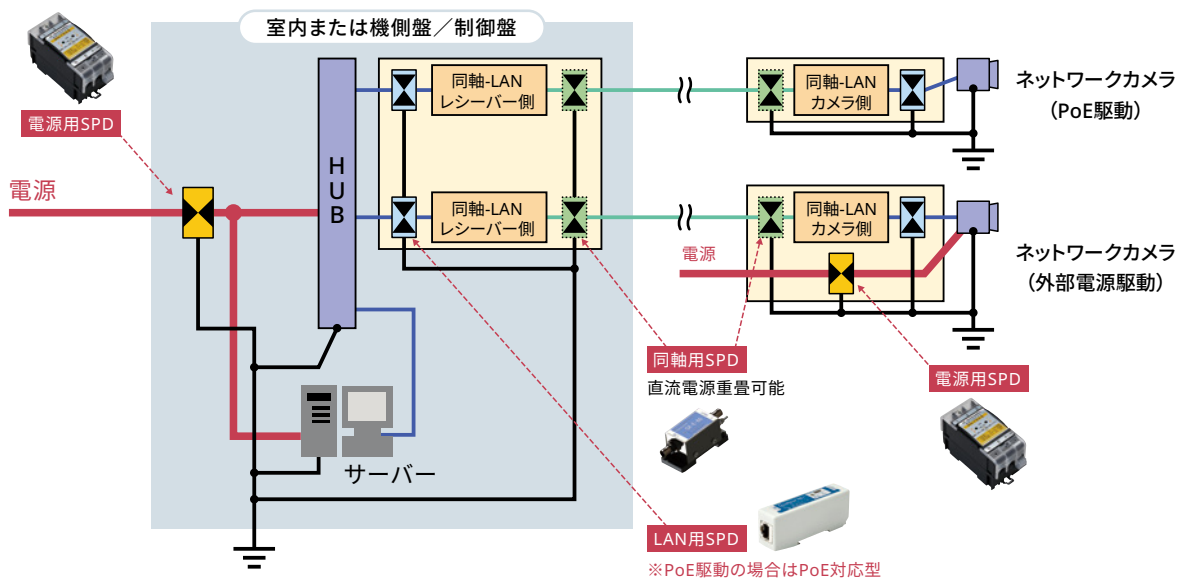 室内または機側盤／制御盤
電源用SPD
電源
HUB
同軸-LAN
レシーバー側
同軸-LAN
レシーバー側
同軸-LAN
カメラ側
ネットワークカメラ
（PoE駆動）
同軸-LAN
カメラ側
電源
ネットワークカメラ
（外部電源駆動）
同軸用SPD
直流電源重畳可能
電源用SPD
サーバー
LAN用SPD
※PoE駆動の場合はPoE対応型